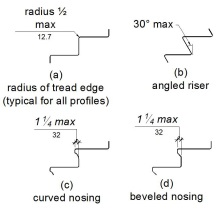 radius ½
max
12.7
(a)
radius of tread edge
(typical for all profiles)
30° max
(b)
angled riser
1 ¼ max
32
(c)
curved nosing
1 ¼ max
32
(d)
beveled nosing